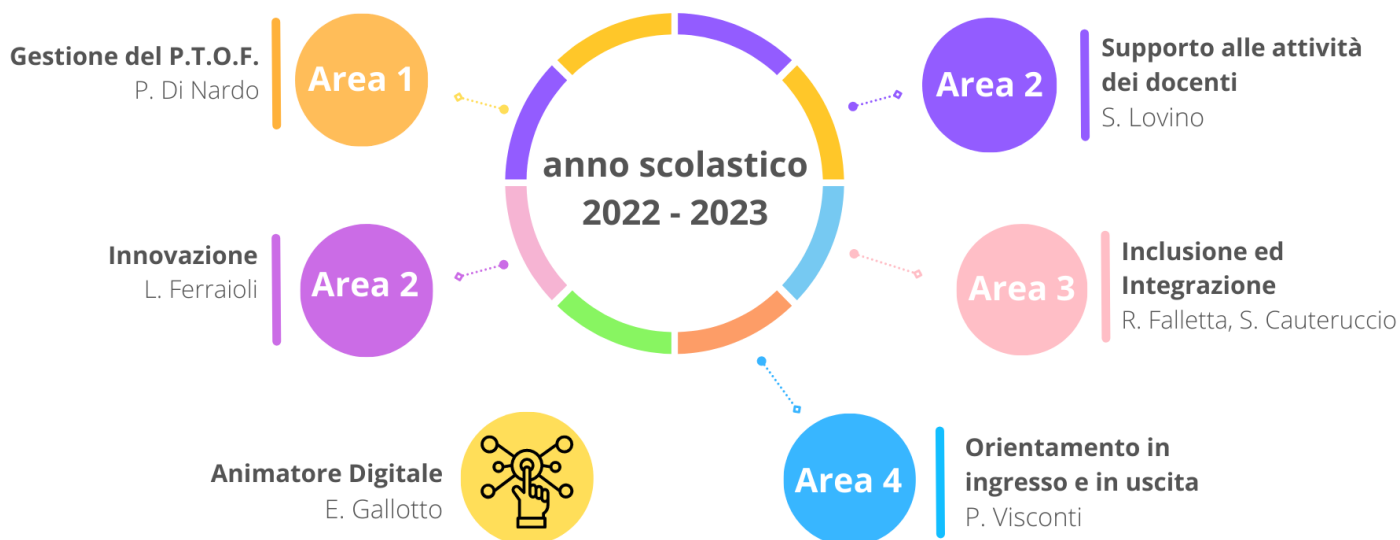 anno scolastico
2022 - 2023
Gestione del P.T.O.F.
P. Di Nardo
Area 1
Area 2
Supporto alle attività
dei docenti
S. Lovino
Innovazione
L. Ferraioli
Area 2
Area 3
Inclusione ed
Integrazione
R. Falletta, S. Cauteruccio
Animatore Digitale
E. Gallotto
Area 4
Orientamento in
ingresso e in uscita
P. Visconti